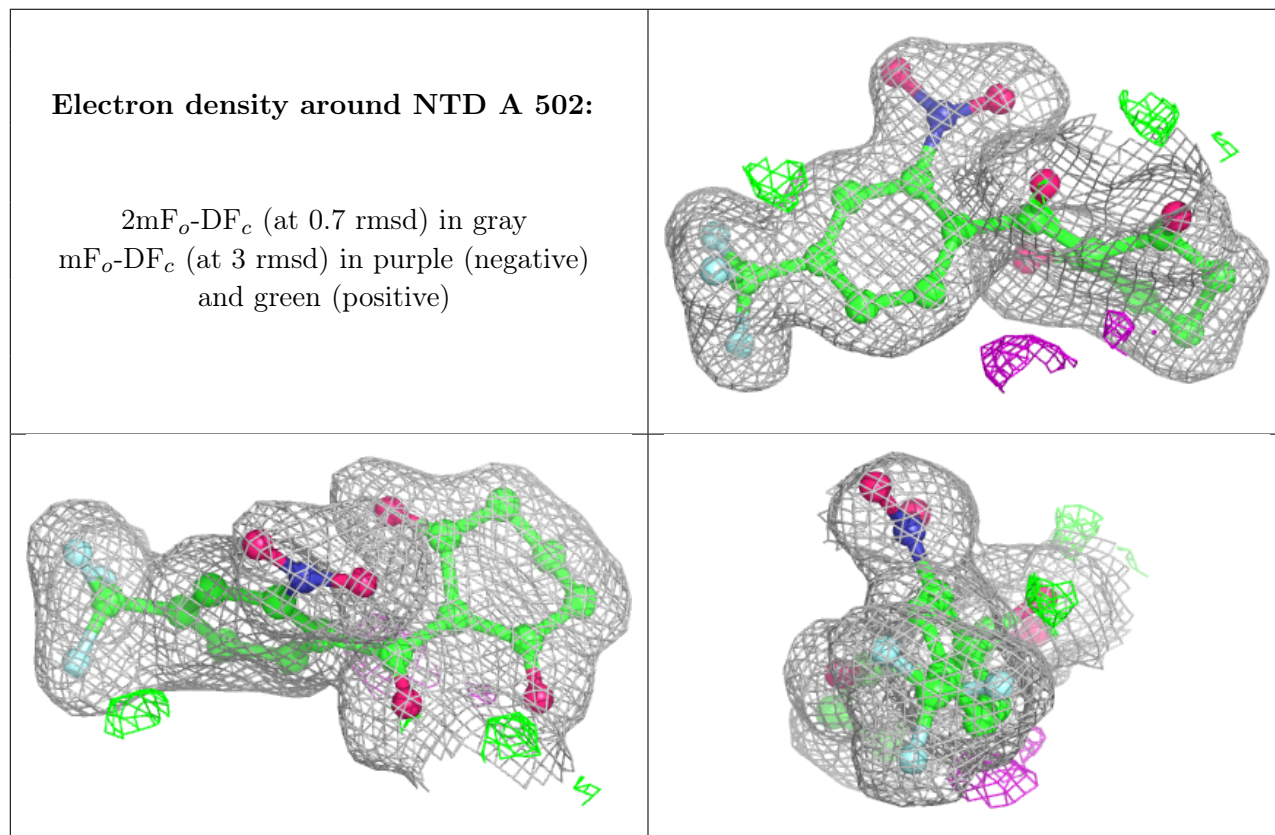 Electron density around NTD A 502:
2mFo-DFc (at 0.7 rmsd) in gray
mFo-DFc (at 3 rmsd) in purple (negative)
and green (positive)